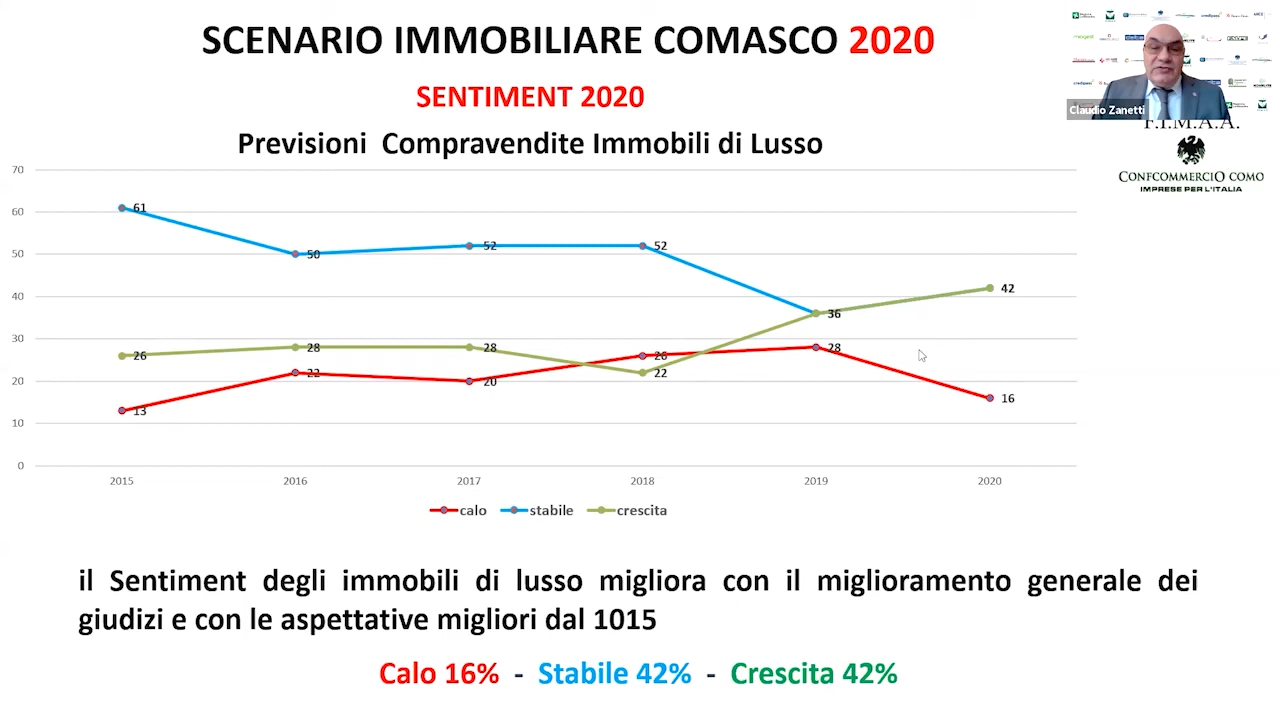 SCENARIO IMMOBILIARE COMASCO 2020
SENTIMENT 2020
Previsioni Compravendite Immobili di Lusso
Claudio Zanetti
F.I.M.A.A.
CONFCOMMERCIO COMO
IMPRESE PER L'ITALIA
70
60
50
40
30
20
10
0
61
50
52
52
36
42
26
28
28
22
13
22
20
26
28
16
2015
2016
2017
2018
2019
2020
calo
stabile
crescita
il Sentiment degli immobili di lusso migliora con il miglioramento generale dei
giudizi e con le aspettative migliori dal 1015
Calo 16% - Stabile 42% - Crescita 42%